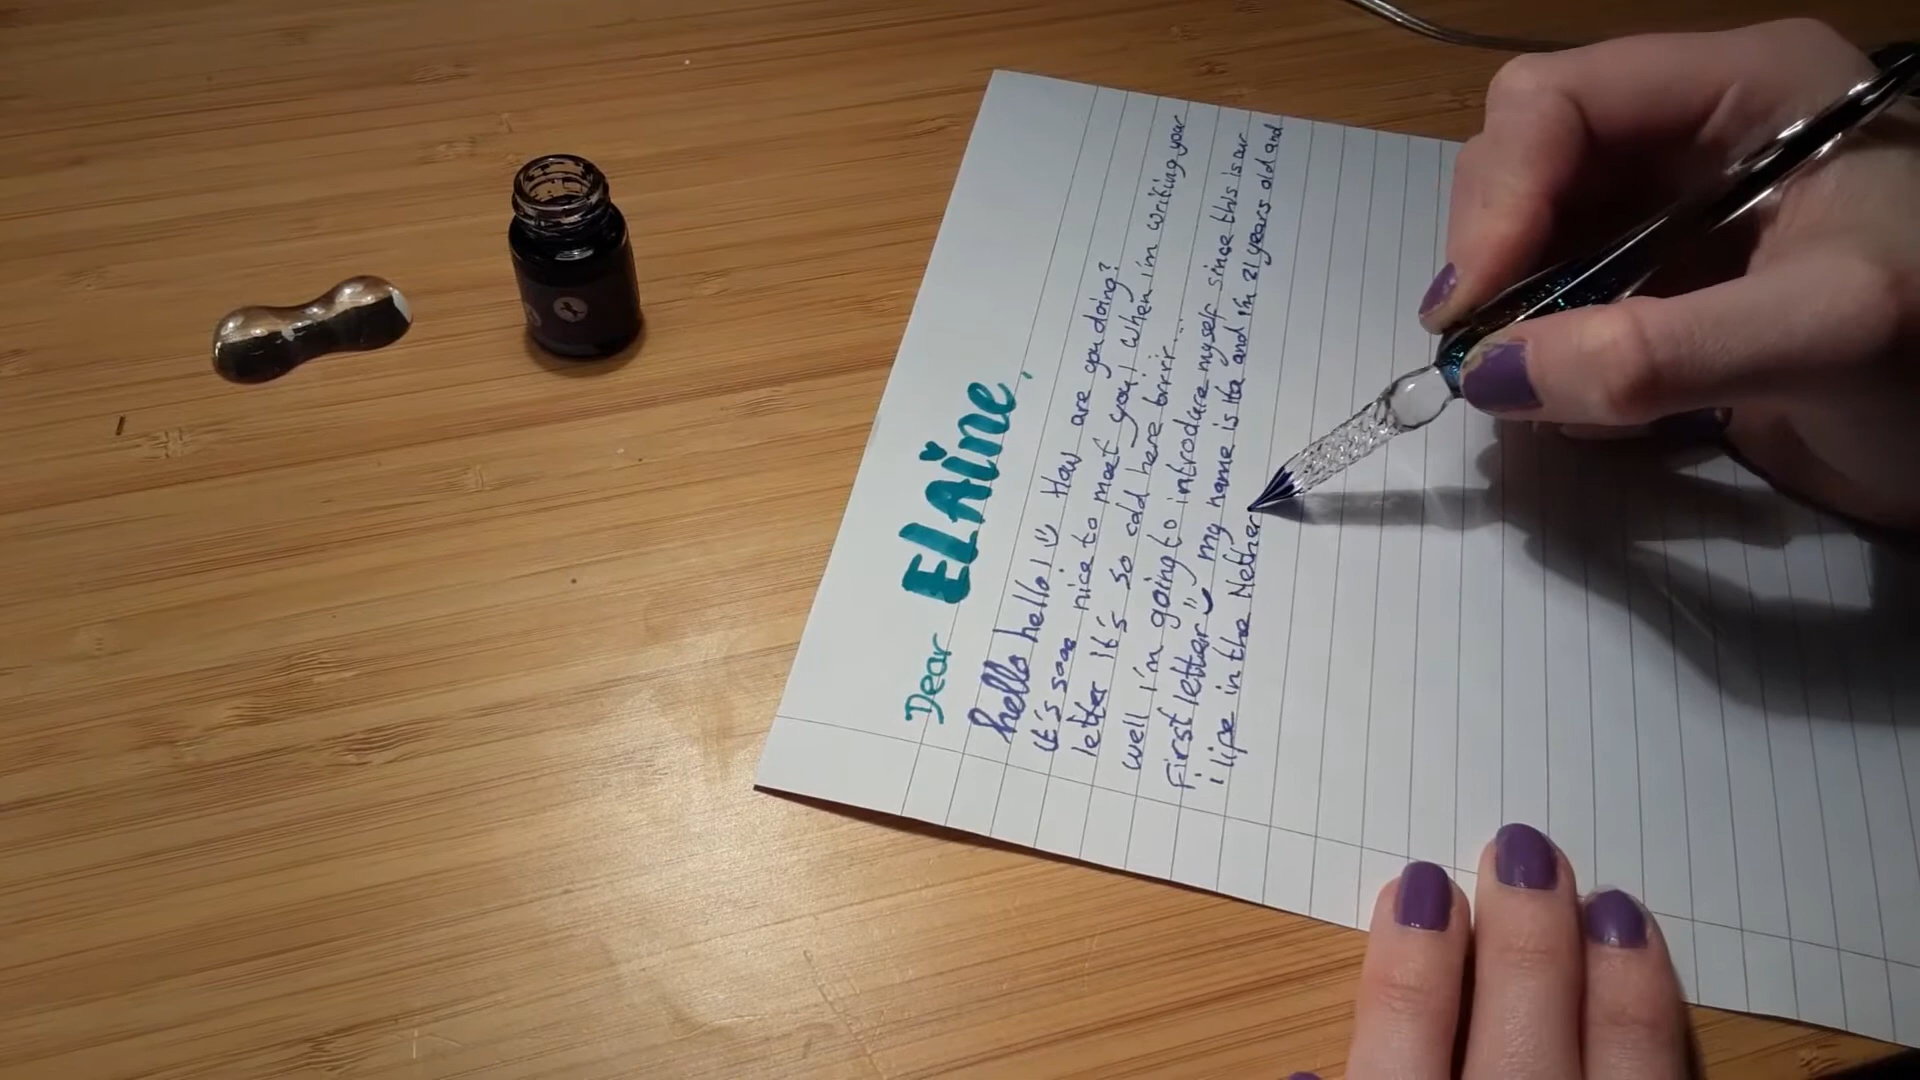 Dear ELAine,
hello hello! How are you doing?
it's sooo nice to meet you! When i'm writing your
letter it's so cold here brrr...
well i'm going to introduce myself since this is our
First letter my name is Ita and i'm 21 years old and
i life in the Nether